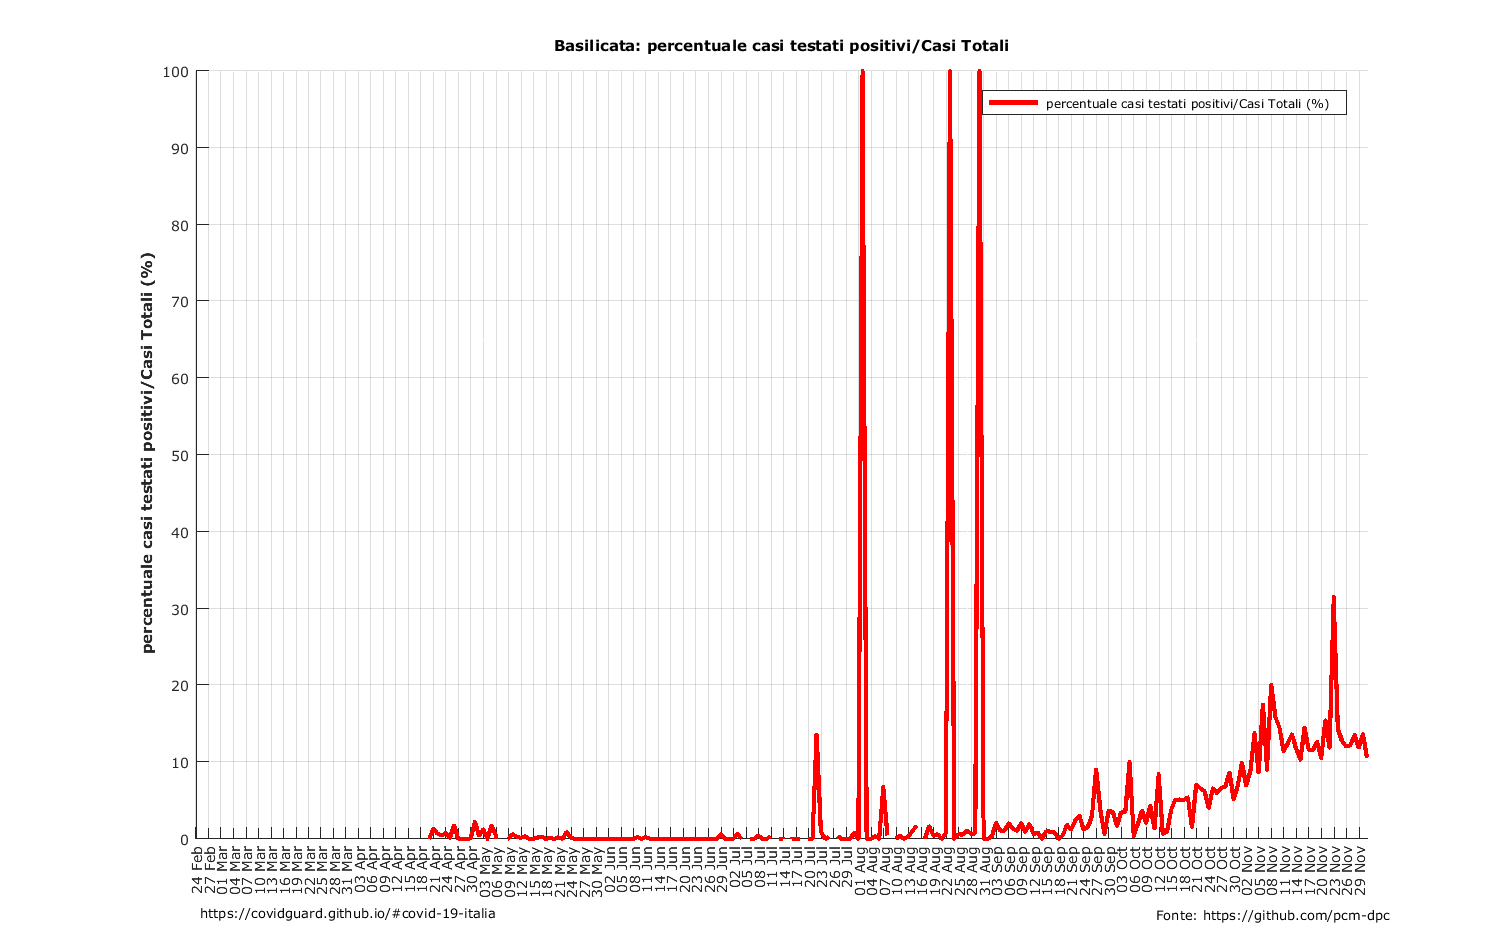 Basilicata: percentuale casi testati positivi/Casi Totali
percentuale casi testati positivi/Casi Totali (%)
percentuale casi testati positivi/Casi Totali (%)
100
90
80
70
60
50
40
30
20
10
0
24 Feb
27 Feb
01 Mar
04 Mar
07 Mar
10 Mar
13 Mar
16 Mar
19 Mar
22 Mar
25 Mar
28 Mar
31 Mar
03 Apr
06 Apr
09 Apr
12 Apr
15 Apr
18 Apr
21 Apr
24 Apr
27 Apr
30 Apr
03 May
06 May
09 May
12 May
15 May
18 May
21 May
24 May
27 May
30 May
02 Jun
05 Jun
08 Jun
11 Jun
14 Jun
17 Jun
20 Jun
23 Jun
26 Jun
29 Jun
02 Jul
05 Jul
08 Jul
11 Jul
14 Jul
17 Jul
20 Jul
23 Jul
26 Jul
29 Jul
01 Aug
04 Aug
07 Aug
10 Aug
13 Aug
16 Aug
19 Aug
22 Aug
25 Aug
28 Aug
31 Aug
03 Sep
06 Sep
09 Sep
12 Sep
15 Sep
18 Sep
21 Sep
24 Sep
27 Sep
30 Sep
03 Oct
06 Oct
09 Oct
12 Oct
15 Oct
18 Oct
21 Oct
24 Oct
27 Oct
30 Oct
02 Nov
05 Nov
08 Nov
11 Nov
14 Nov
17 Nov
20 Nov
23 Nov
26 Nov
29 Nov
https://covidguard.github.io/#covid-19-italia
Fonte: https://github.com/pcm-dpc